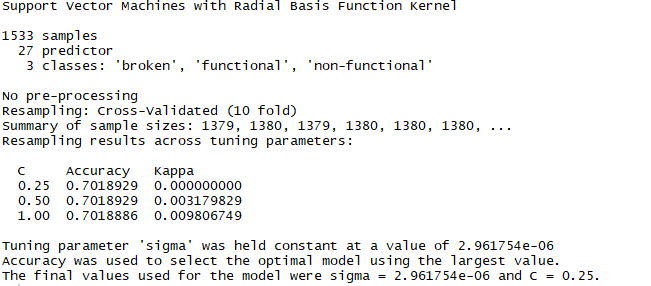 Support Vector Machines with Radial Basis Function Kernel
1533 samples
27 predictor
3 classes: 'broken', 'functional', 'non-functional'
No pre-processing
Resampling: Cross-Validated (10 fold)
Summary of sample sizes: 1379, 1380, 1379, 1380, 1380, 1380, ...
Resampling results across tuning parameters:
C Accuracy Kappa
0.25 0.7018929 0.000000000
0.50 0.7018929 0.003179829
1.00 0.7018886 0.009806749
Tuning parameter 'sigma' was held constant at a value of 2.961754e-06
Accuracy was used to select the optimal model using the largest value.
The final values used for the model were sigma = 2.961754e-06 and C = 0.25.